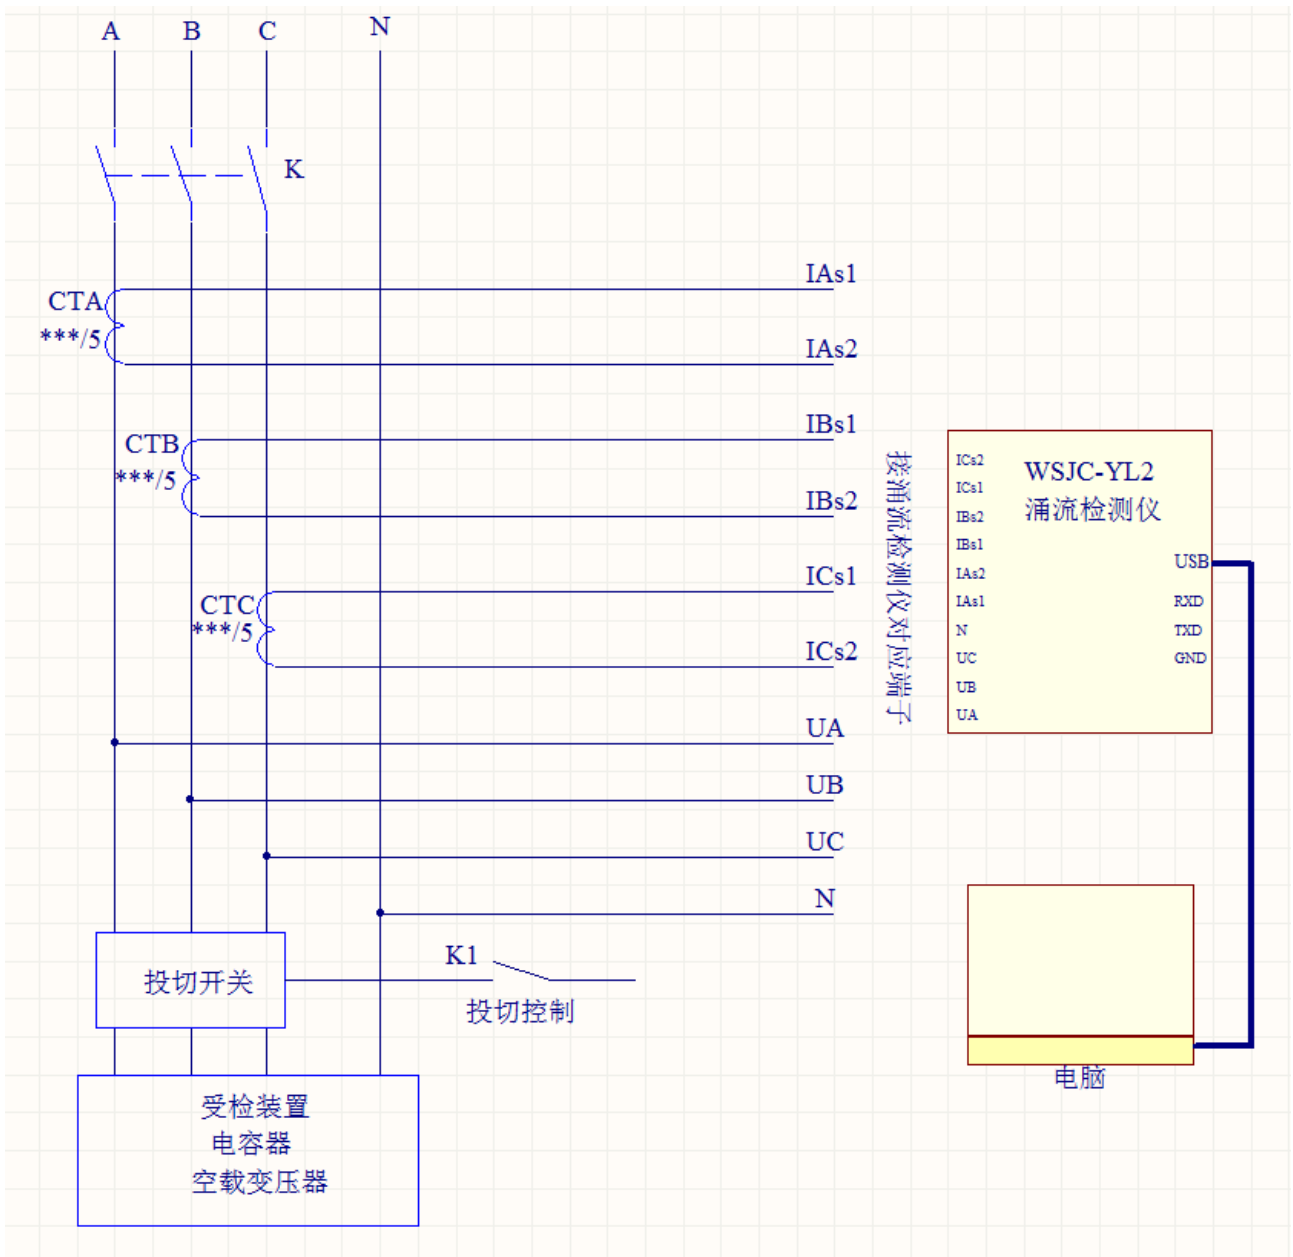 A B C N
K
IAs1
CTA
***/5
IAs2
IBs1
CTB
***/5
IBs2
ICs1
CTC
***/5
ICs2
UA
UB
UC
N
接涌流检测仪对应端子
WSJC-YL2
涌流检测仪
ICs2
ICs1
IBs2
IBs1
IAs2
IAs1
N
UC
UB
UA
USB
RXD
TXD
GND
投切开关
K1
投切控制
电脑
受检装置
电容器
空载变压器